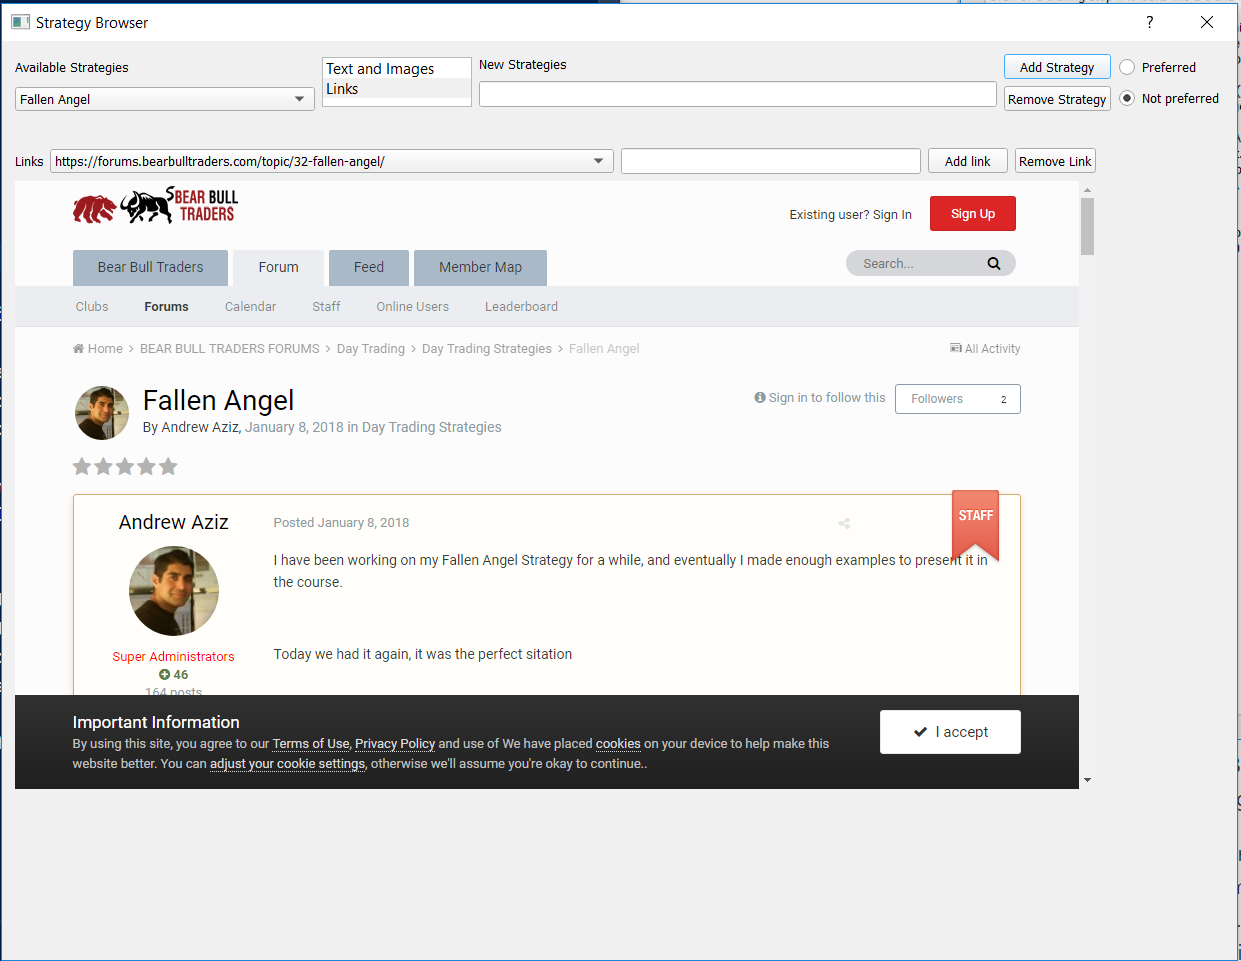 Strategy Browser
?
Available Strategies
Text and Images
Links
New Strategies
Add Strategy
Preferred
Fallen Angel
Remove Strategy
Not preferred
Links
https://forums.bearbulltraders.com/topic/32-fallen-angel/
Add link
Remove Link
BEAR BULL
TRADERS
Existing user? Sign In
Sign Up
Bear Bull Traders
Forum
Feed
Member Map
Search...
Clubs
Forums
Calendar
Staff
Online Users
Leaderboard
Home > BEAR BULL TRADERS FORUMS > Day Trading > Day Trading Strategies > Fallen Angel
All Activity
Fallen Angel
By Andrew Aziz, January 8, 2018 in Day Trading Strategies
Sign in to follow this
Followers 2
Andrew Aziz
Posted January 8, 2018
STAFF
I have been working on my Fallen Angel Strategy for a while, and eventually I made enough examples to present it in
the course.
Today we had it again, it was the perfect sitation
Super Administrators
46
164 posts
Important Information
By using this site, you agree to our Terms of Use, Privacy Policy and use of We have placed cookies on your device to help make this
website better. You can adjust your cookie settings, otherwise we'll assume you're okay to continue..
I accept